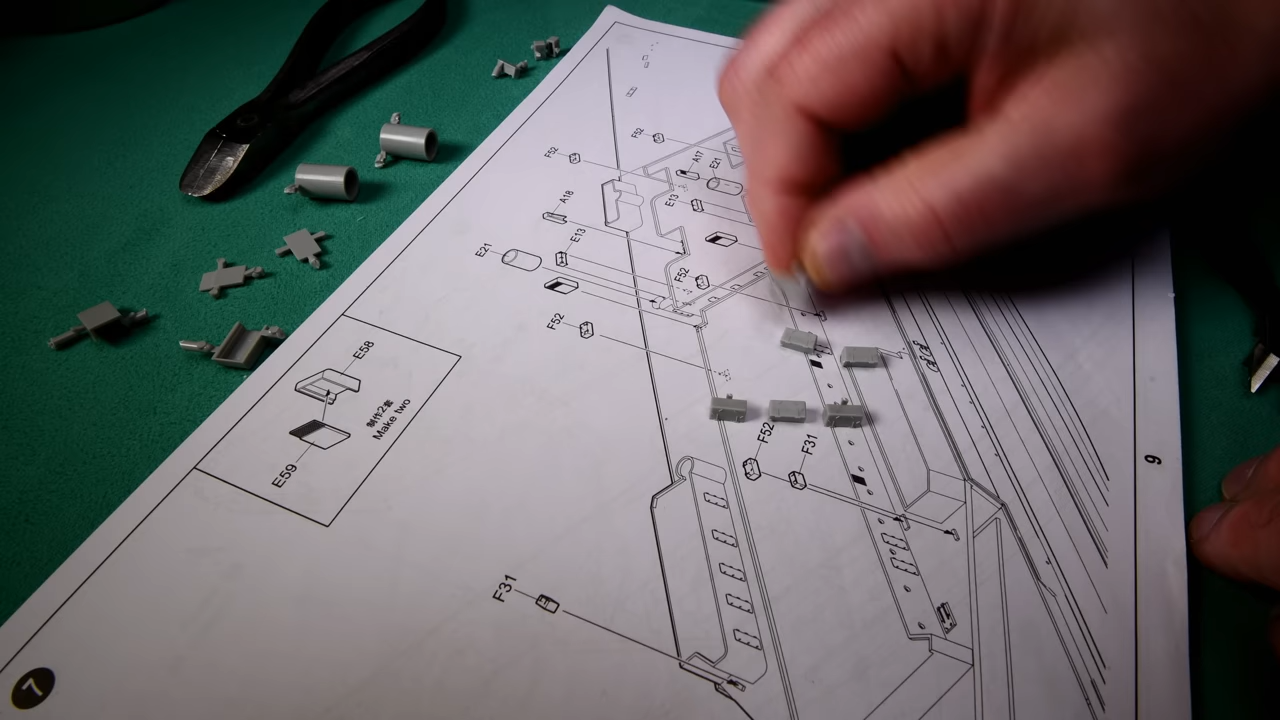 F52
F52
A17
E21
E13
A18
E13
E21
F52
F52
E58
制作2套
Make two
E59
F52
F31
F31
7
9